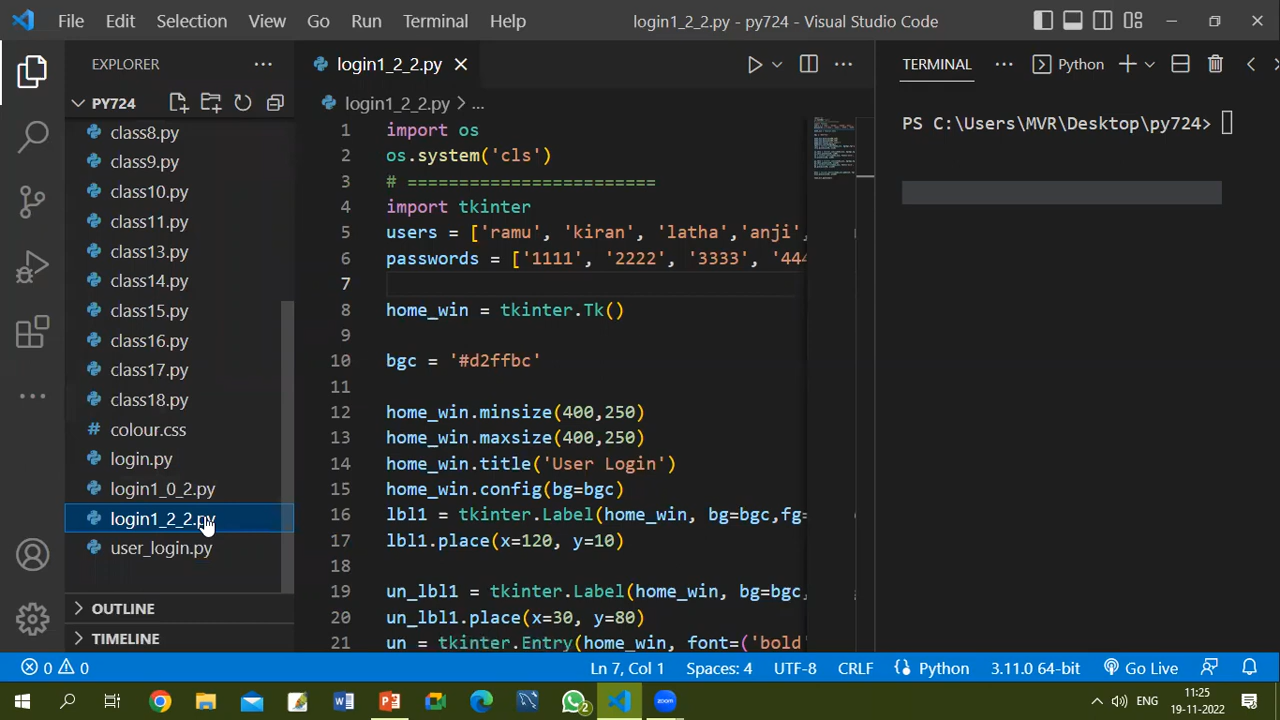 File Edit Selection View Go Run Terminal Help login1_2_2.py - py724 - Visual Studio Code
EXPLORER
PY724
class8.py
class9.py
class10.py
class11.py
class13.py
class14.py
class15.py
class16.py
class17.py
class18.py
colour.css
login.py
login1_0_2.py
login1_2_2.py
user_login.py
OUTLINE
TIMELINE
login1_2_2.py
login1_2_2.py > ...
1 import os
2 os.system('cls')
3 # ========================
4 import tkinter
5 users = ['ramu', 'kiran', 'latha','anji',
6 passwords = ['1111', '2222', '3333', '444
7
8 home_win = tkinter.Tk()
9
10 bgc = '#d2ffbc'
11
12 home_win.minsize(400,250)
13 home_win.maxsize(400,250)
14 home_win.title('User Login')
15 home_win.config(bg=bgc)
16 lbl1 = tkinter.Label(home_win, bg=bgc,fg=
17 lbl1.place(x=120, y=10)
18
19 un_lbl1 = tkinter.Label(home_win, bg=bgc,
20 un_lbl1.place(x=30, y=80)
21 un = tkinter.Entry(home_win, font=('bold'
TERMINAL
Python
PS C:\Users\MVR\Desktop\py724>
0 0 Ln 7, Col 1 Spaces: 4 UTF-8 CRLF Python 3.11.0 64-bit Go Live
2 ENG 11:25
19-11-2022